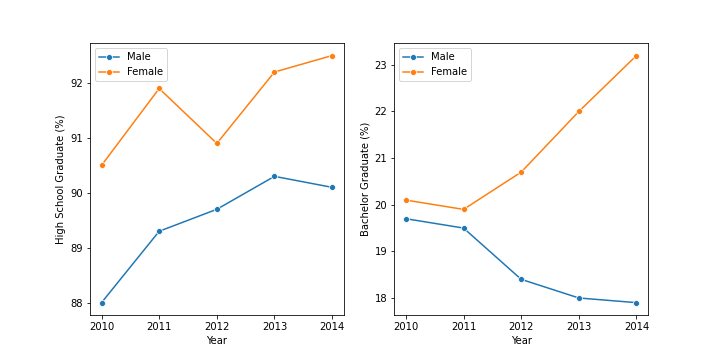 Male
Female
High School Graduate (%)
92
91
90
89
88
2010 2011 2012 2013 2014
Year
Male
Female
Bachelor Graduate (%)
23
22
21
20
19
18
2010 2011 2012 2013 2014
Year